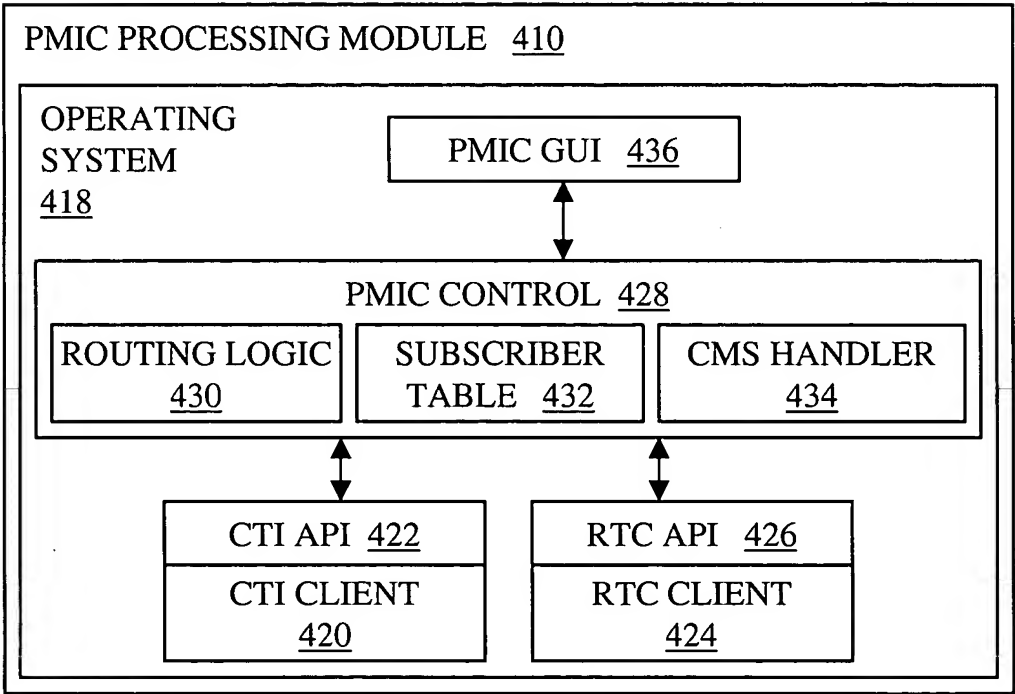 PMIC PROCESSING MODULE 410
OPERATING
SYSTEM
418
PMIC GUI 436
PMIC CONTROL 428
ROUTING LOGIC
430
SUBSCRIBER
TABLE 432
CMS HANDLER
434
CTI API 422
CTI CLIENT
420
RTC API 426
RTC CLIENT
424